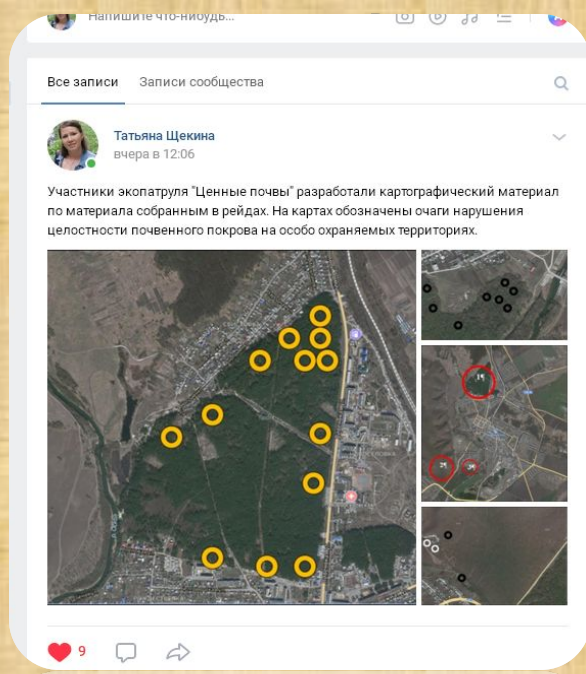 Напишите что-нибудь...
Все записи Записи сообщества
Татьяна Щекина
вчера в 12:06
Участники экопатруля "Ценные почвы" разработали картографический материал
по материала собранным в рейдах. На картах обозначены очаги нарушения
целостности почвенного покрова на особо охраняемых территориях.
9